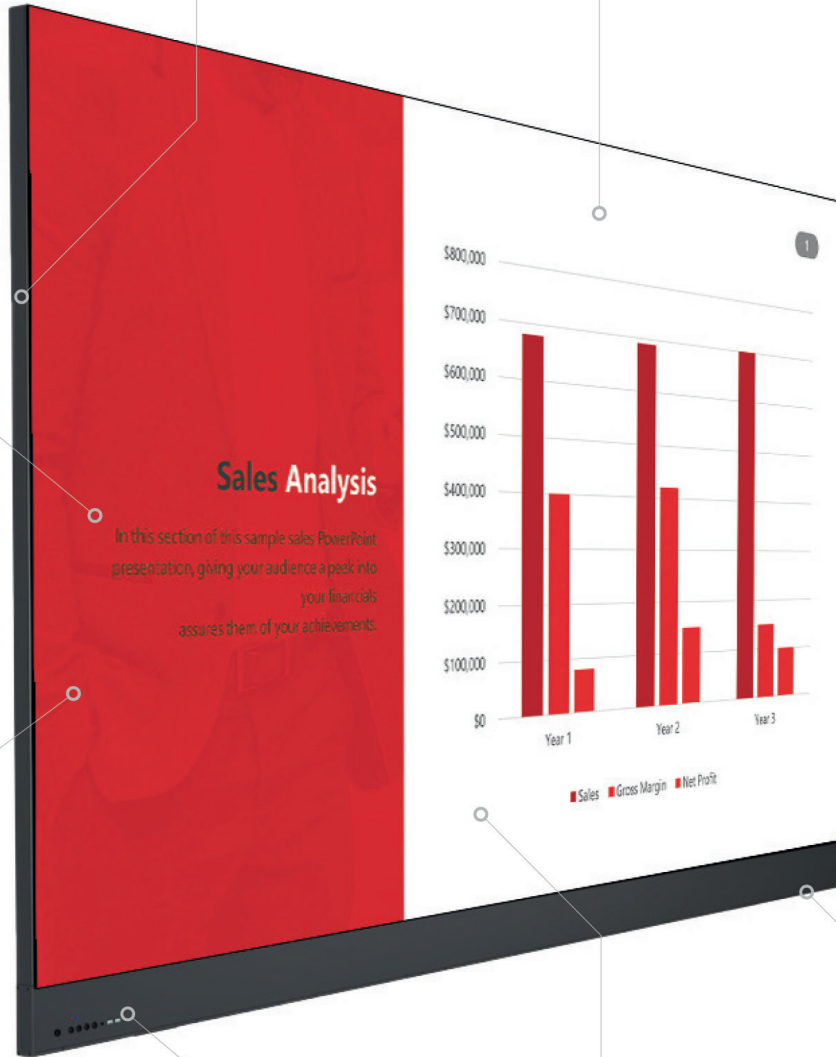 Sales Analysis
In this section of this sample sales PowerPoint
presentation, giving your audience a peek into
your financials
assures them of your achievements.
1
$800,000
$700,000
$600,000
$500,000
$400,000
$300,000
$200,000
$100,000
$0
Year 1 Year 2 Year 3
Sales Gross Margin Net Profit